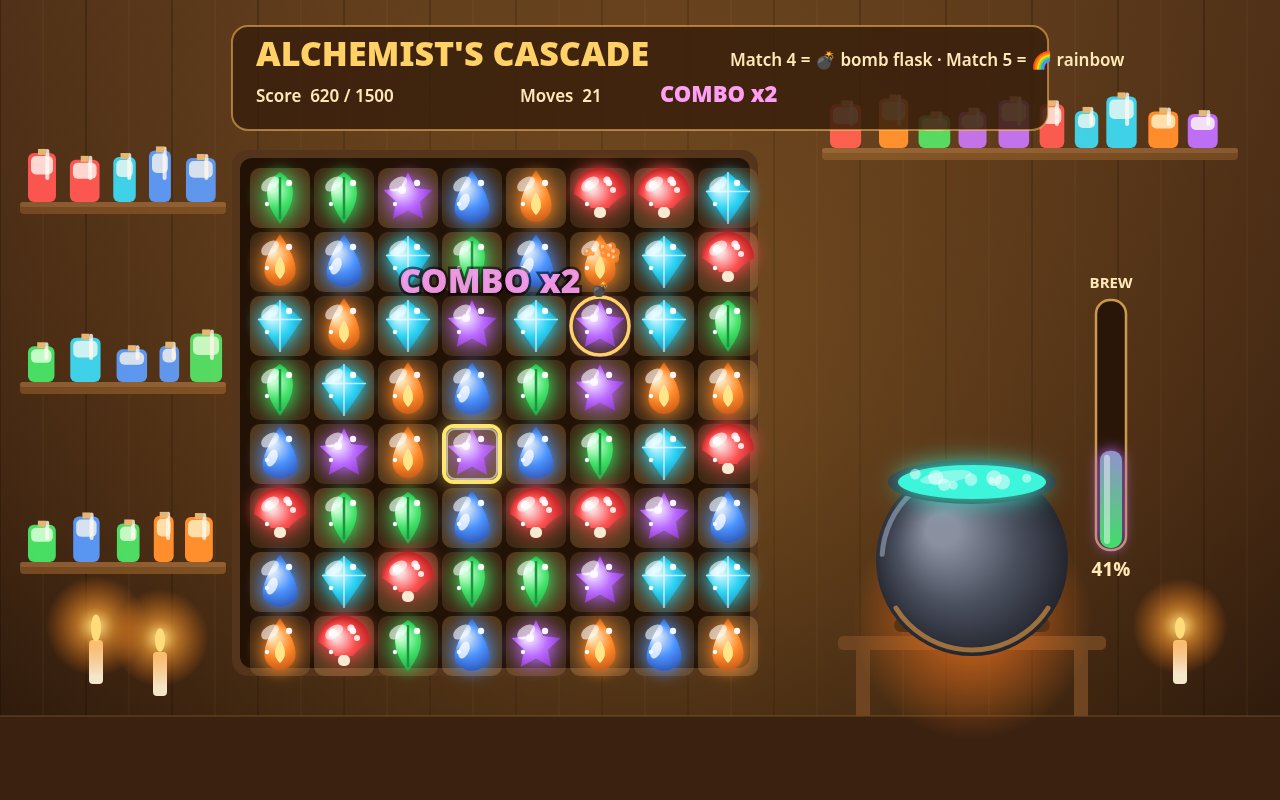 ALCHEMIST'S CASCADE
Match 4 = 💣 bomb flask · Match 5 = 🌈 rainbow
Score 620 / 1500
Moves 21
COMBO x2
COMBO x2
BREW
41%